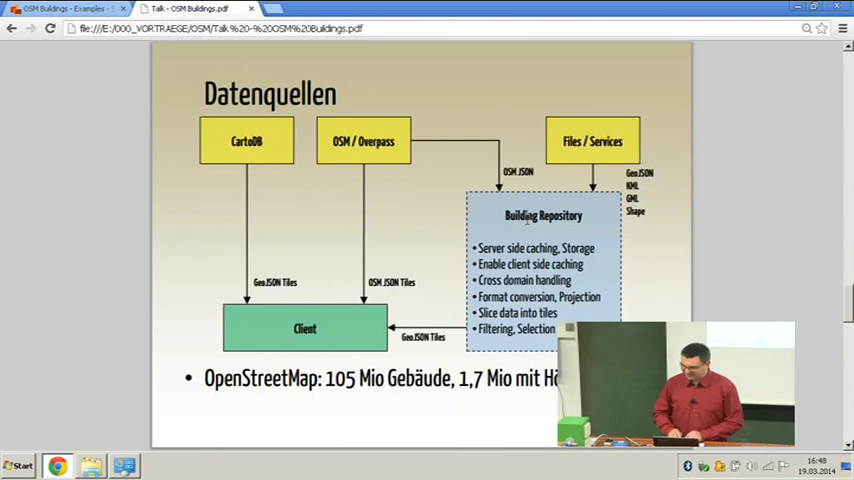 OSM Buildings - Examples - S
Talk - OSM Buildings.pdf
file:///E:/000_VORTRAEGE/OSM/Talk%20-%20OSM%20Buildings.pdf
Datenquellen
CartoDB
OSM / Overpass
Files / Services
OSM JSON
GeoJSON
KML
GML
Shape
Building Repository
• Server side caching, Storage
• Enable client side caching
• Cross domain handling
• Format conversion, Projection
• Slice data into tiles
• Filtering, Selection
GeoJSON Tiles
OSM JSON Tiles
Client
GeoJSON Tiles
• OpenStreetMap: 105 Mio Gebäude, 1,7 Mio mit Hö
Start
16:48
19.03.2014